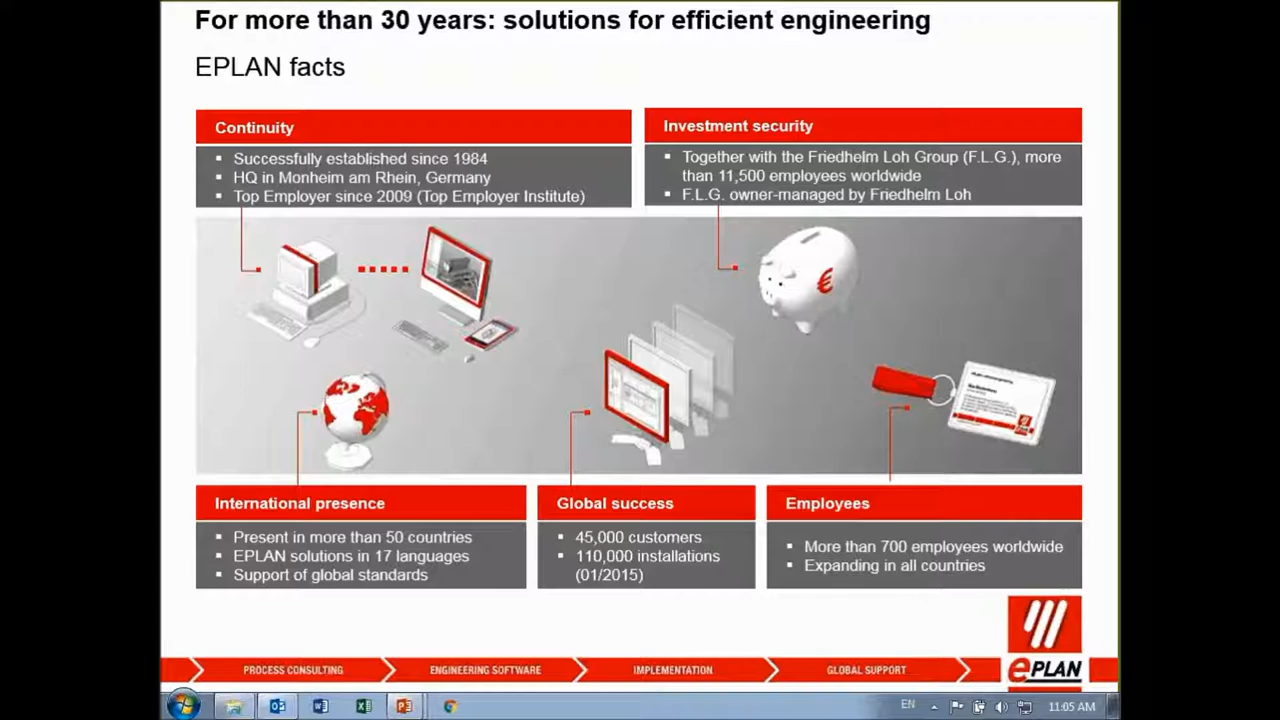 For more than 30 years: solutions for efficient engineering
EPLAN facts
Continuity
▪ Successfully established since 1984
▪ HQ in Monheim am Rhein, Germany
▪ Top Employer since 2009 (Top Employer Institute)
Investment security
▪ Together with the Friedhelm Loh Group (F.L.G.), more
than 11,500 employees worldwide
▪ F.L.G. owner-managed by Friedhelm Loh
€
International presence
▪ Present in more than 50 countries
▪ EPLAN solutions in 17 languages
▪ Support of global standards
Global success
▪ 45,000 customers
▪ 110,000 installations
(01/2015)
Employees
▪ More than 700 employees worldwide
▪ Expanding in all countries
PROCESS CONSULTING
ENGINEERING SOFTWARE
IMPLEMENTATION
GLOBAL SUPPORT
ePLAN
EN
11:05 AM